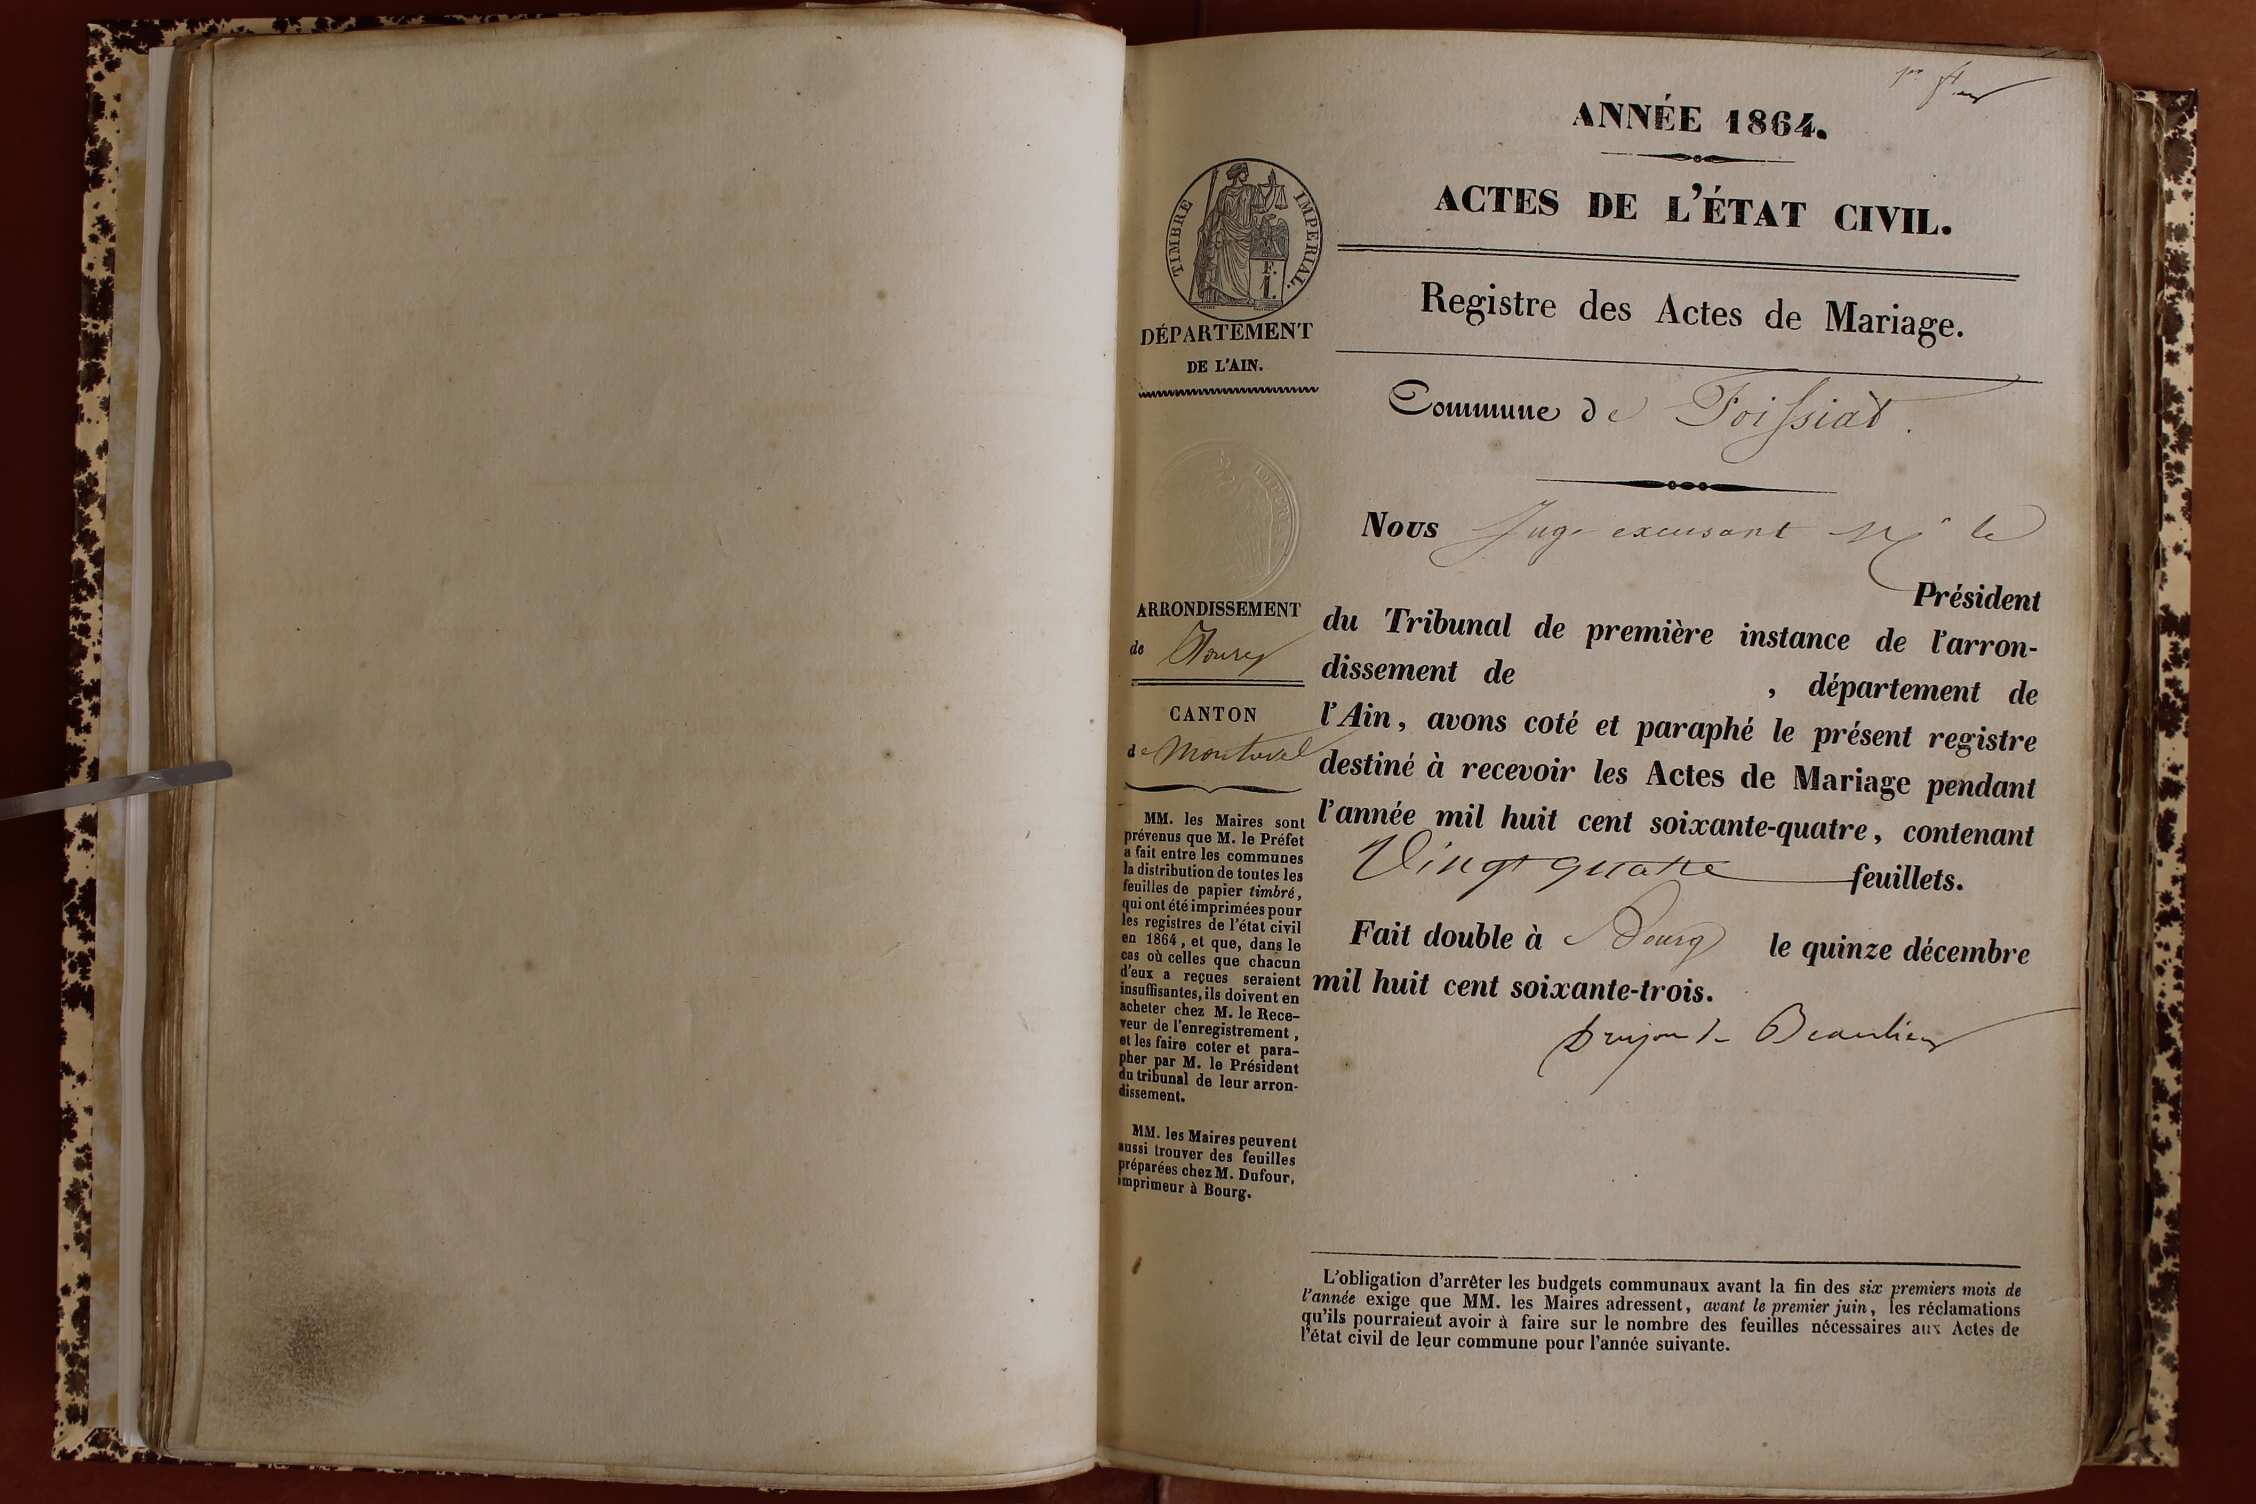 ANNÉE 1864.
ACTES DE L'ÉTAT CIVIL.
Registre des Actes de Mariage.
TIMBRE IMPERIAL.
F.
1.
DÉPARTEMENT
DE L'AIN.
Commune de Foissiat.
Nous Juge excusant Mr le
Président
du Tribunal de première instance de l'arron-
dissement de , département de
l'Ain, avons coté et paraphé le présent registre
destiné à recevoir les Actes de Mariage pendant
l'année mil huit cent soixante-quatre, contenant
Vingt quatre feuillets.
Fait double à Bourg le quinze décembre
mil huit cent soixante-trois.
Drujon de Beaulieu
ARRONDISSEMENT
de Bourg
CANTON
de Montrevel
MM. les Maires sont
prévenus que M. le Préfet
a fait entre les communes
la distribution de toutes les
feuilles de papier timbré,
qui ont été imprimées pour
les registres de l'état civil
en 1864, et que, dans le
cas où celles que chacun
d'eux a reçues seraient
insuffisantes, ils doivent en
acheter chez M. le Rece-
veur de l'enregistrement,
et les faire coter et para-
pher par M. le Président
du tribunal de leur arron-
dissement.
MM. les Maires peuvent
aussi trouver des feuilles
préparées chez M. Dufour,
imprimeur à Bourg.
L'obligation d'arrêter les budgets communaux avant la fin des six premiers mois de
l'année exige que MM. les Maires adressent, avant le premier juin, les réclamations
qu'ils pourraient avoir à faire sur le nombre des feuilles nécessaires aux Actes de
l'état civil de leur commune pour l'année suivante.